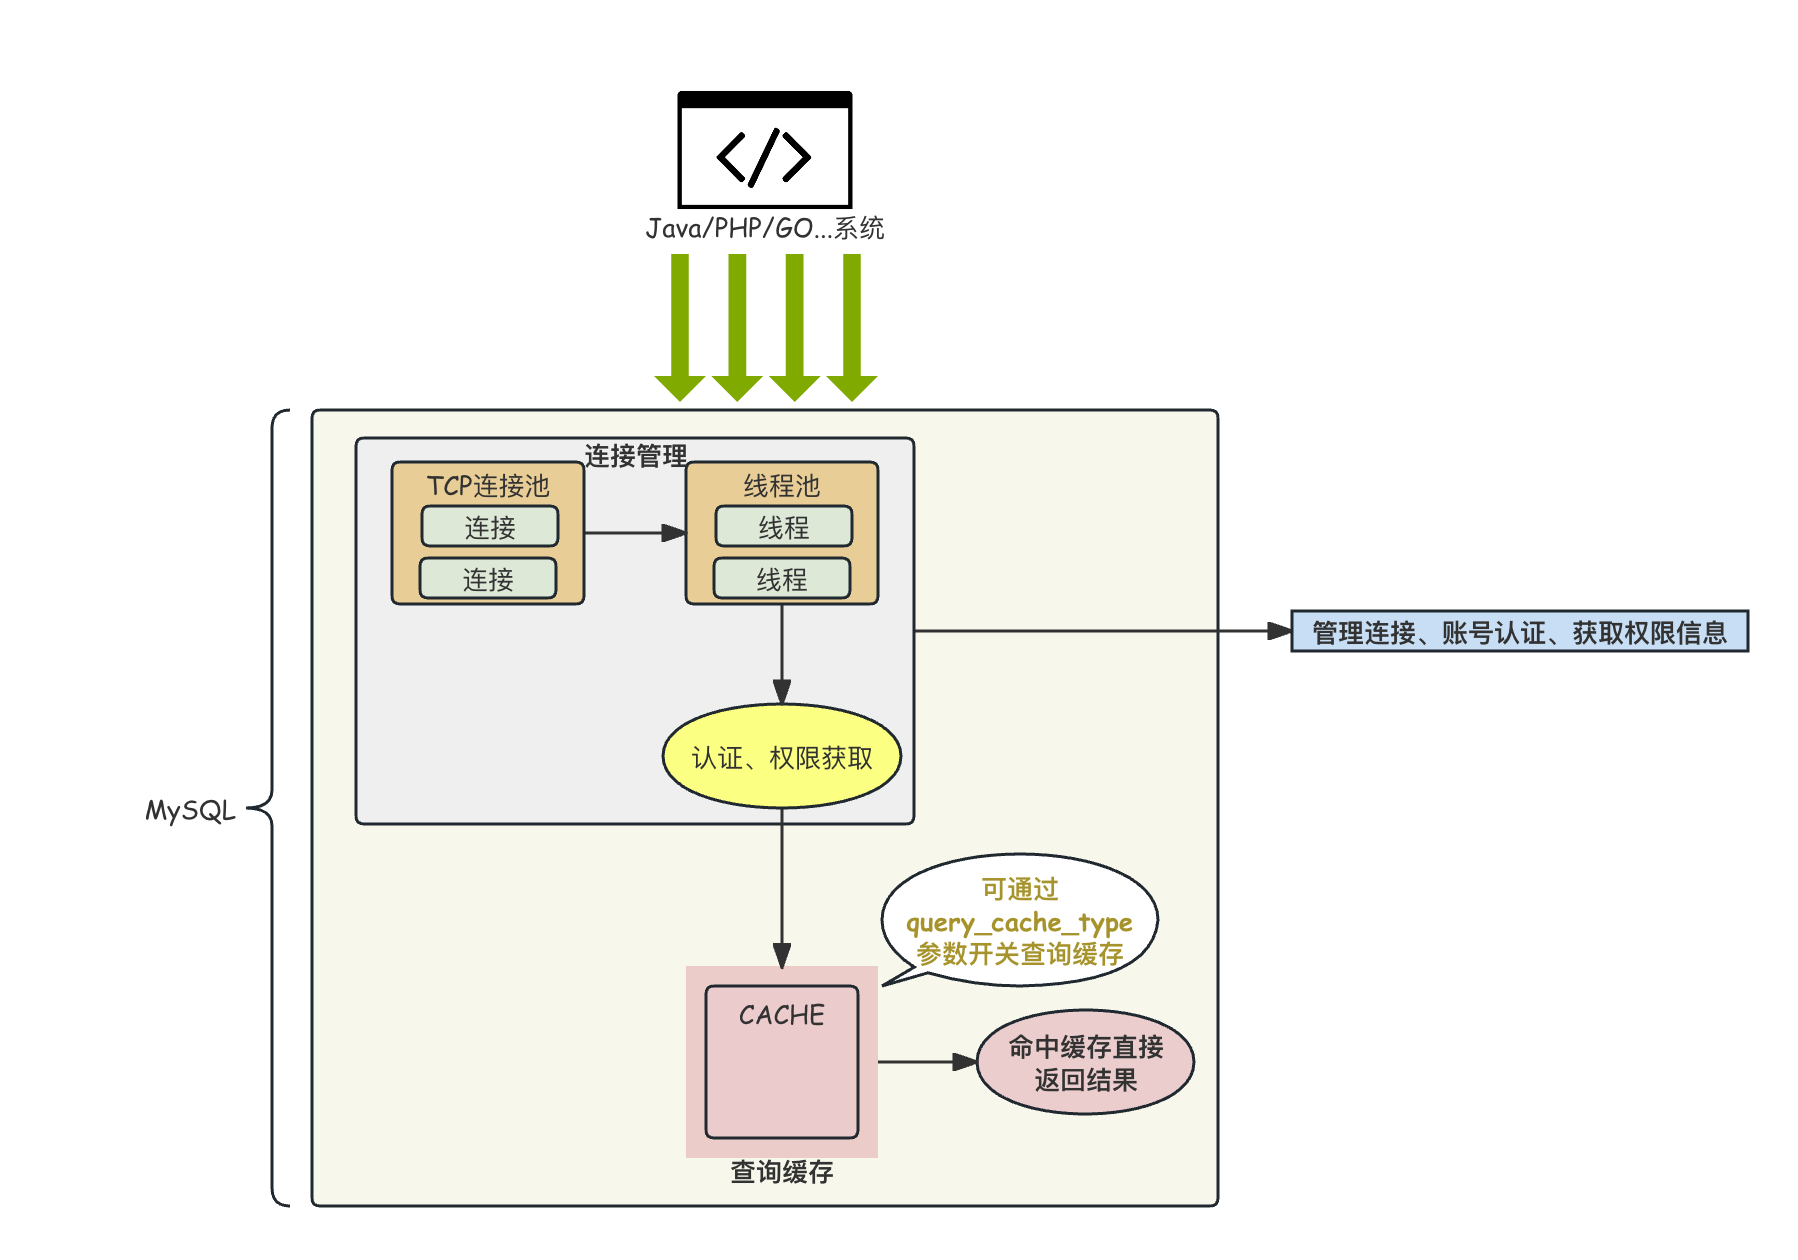 </>
Java/PHP/GO...系统
连接管理
TCP连接池
连接
连接
线程池
线程
线程
管理连接、账号认证、获取权限信息
认证、权限获取
MySQL
可通过
query_cache_type
参数开关查询缓存
CACHE
命中缓存直接
返回结果
查询缓存